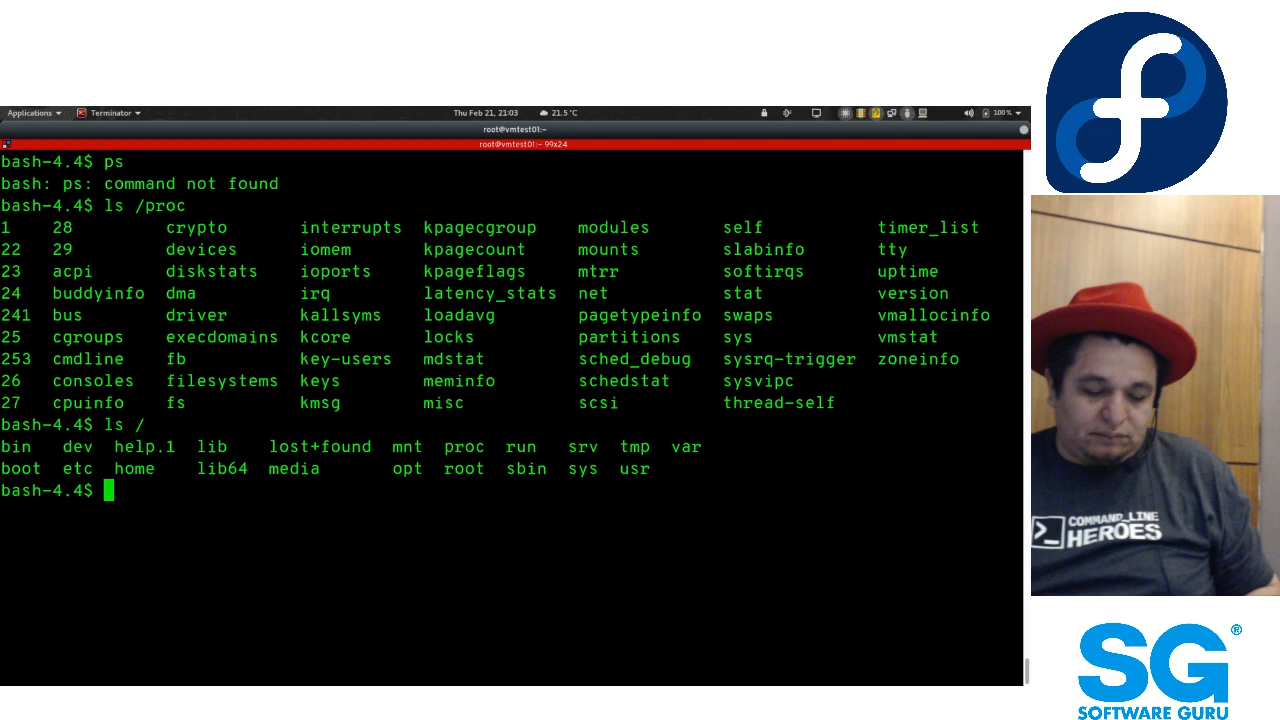 Applications Terminator Thu Feb 21, 21:03 21.5 °C 100%
root@vmtest01:~
root@vmtest01:~ 99x24
bash-4.4$ ps
bash: ps: command not found
bash-4.4$ ls /proc
1 28 crypto interrupts kpagecgroup modules self timer_list
22 29 devices iomem kpagecount mounts slabinfo tty
23 acpi diskstats ioports kpageflags mtrr softirqs uptime
24 buddyinfo dma irq latency_stats net stat version
241 bus driver kallsyms loadavg pagetypeinfo swaps vmallocinfo
25 cgroups execdomains kcore locks partitions sys vmstat
253 cmdline fb key-users mdstat sched_debug sysrq-trigger zoneinfo
26 consoles filesystems keys meminfo schedstat sysvipc
27 cpuinfo fs kmsg misc scsi thread-self
bash-4.4$ ls /
bin dev help.1 lib lost+found mnt proc run srv tmp var
boot etc home lib64 media opt root sbin sys usr
bash-4.4$
>_ COMMAND_LINE
HEROES
SG®
SOFTWARE GURU